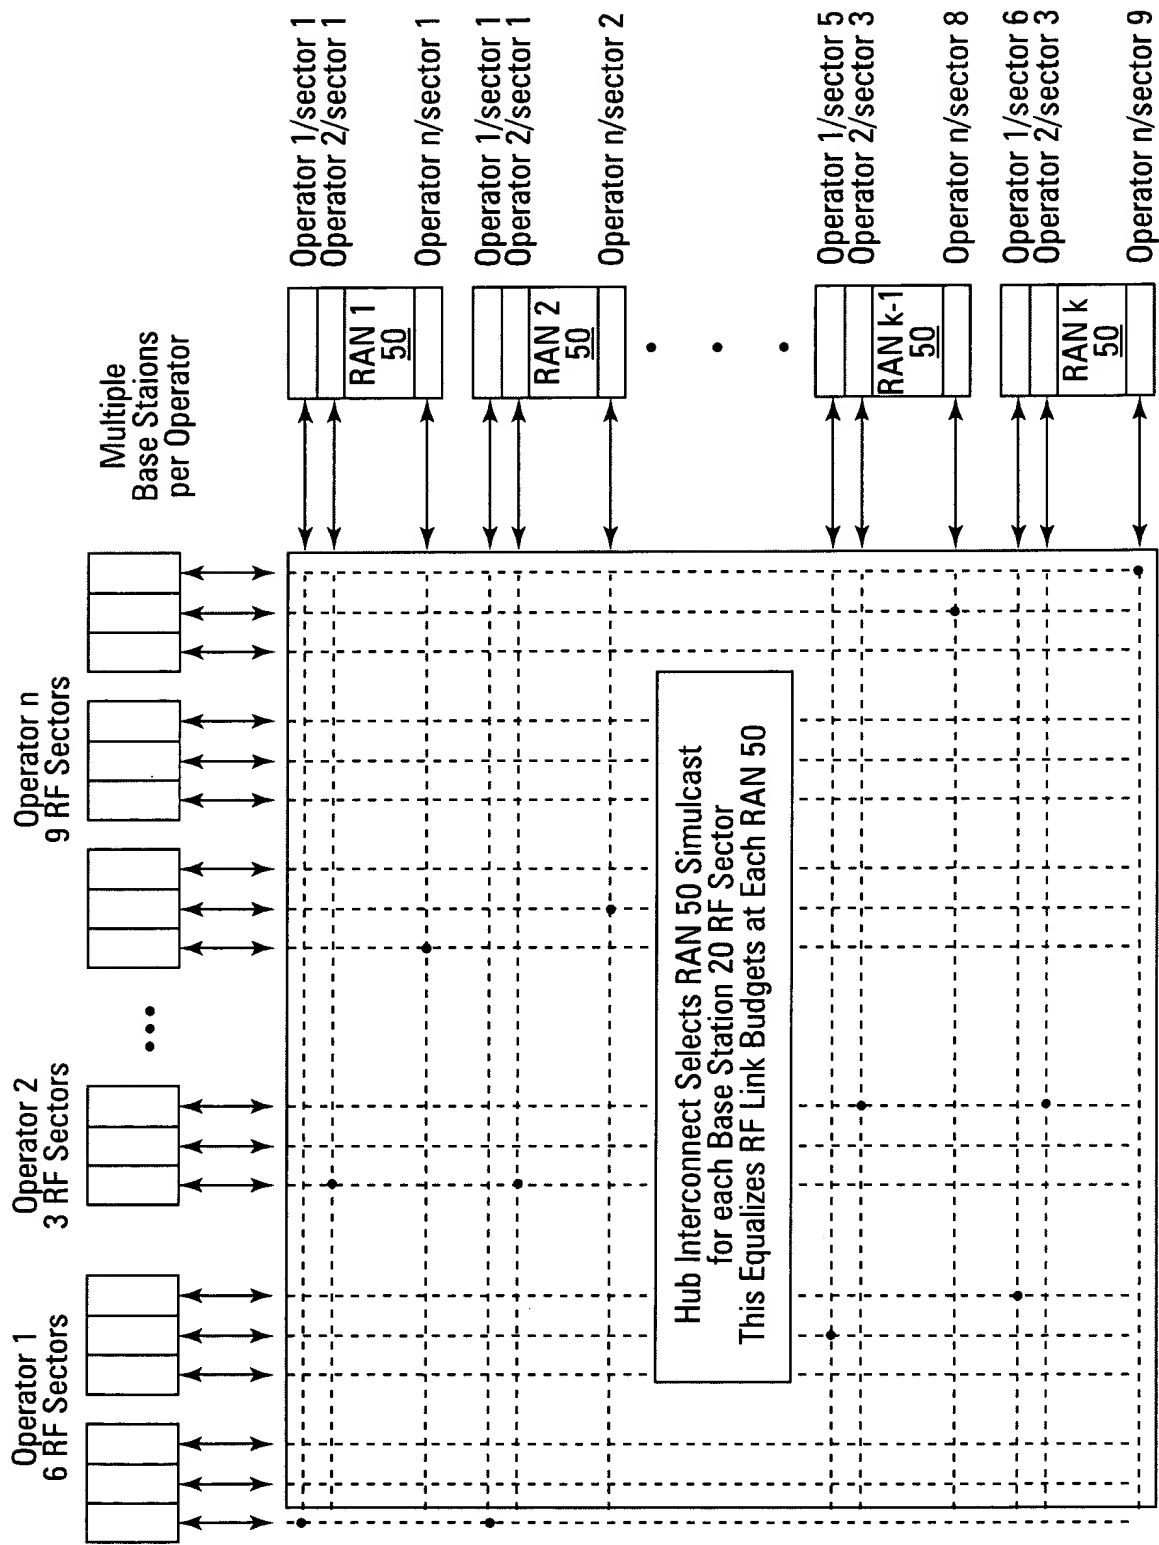 Multiple
Base Staions
per Operator
Operator 1
6 RF Sectors
Operator 2
3 RF Sectors
Operator n
9 RF Sectors
Operator 1/sector 1
Operator 2/sector 1
RAN 1
50
Operator n/sector 1
Operator 1/sector 1
Operator 2/sector 1
RAN 2
50
Operator n/sector 2
Hub Interconnect Selects RAN 50 Simulcast
for each Base Station 20 RF Sector
This Equalizes RF Link Budgets at Each RAN 50
Operator 1/sector 5
Operator 2/sector 3
RAN k-1
50
Operator n/sector 8
Operator 1/sector 6
Operator 2/sector 3
RAN k
50
Operator n/sector 9